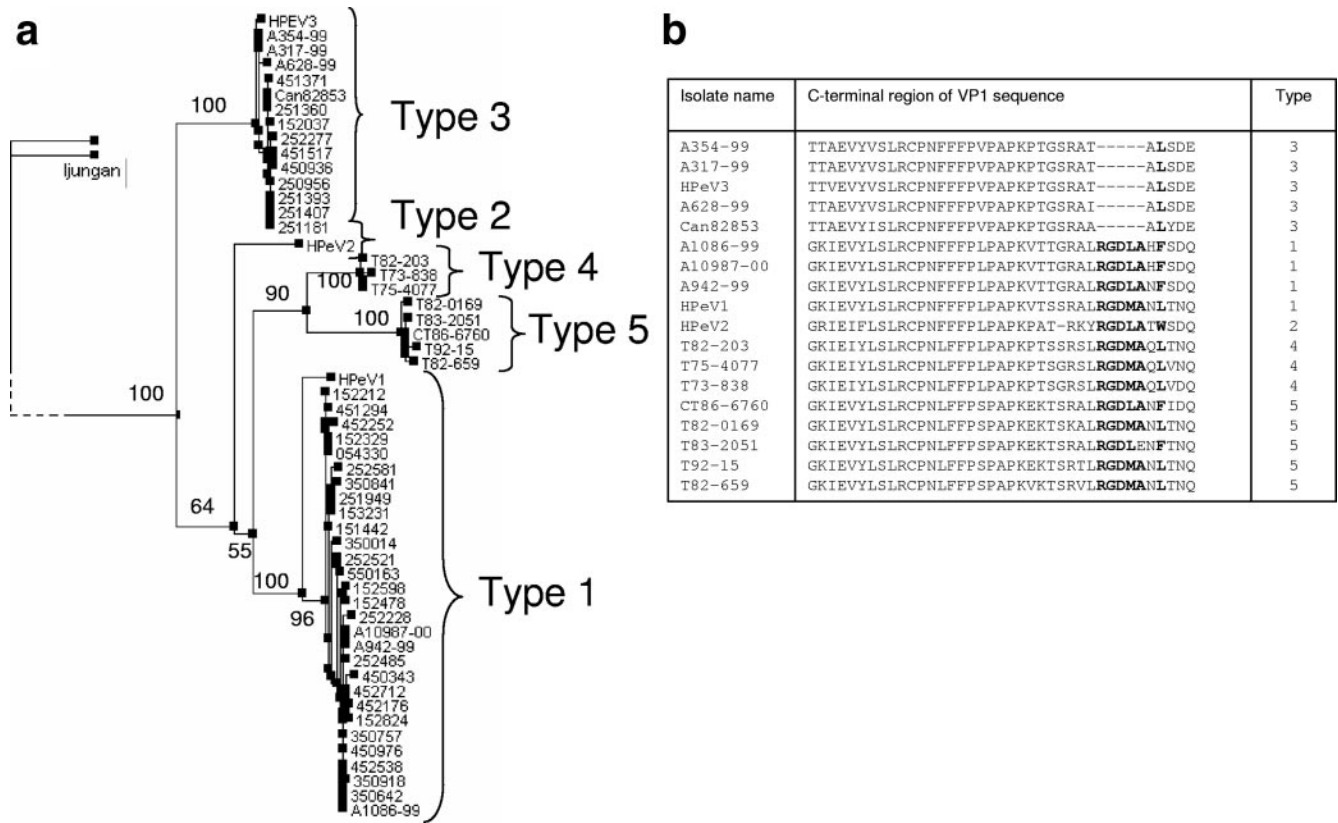 a
HPEV3
A354-99
A317-99
A628-99
451371
Can82853
251360
152037
252277
451517
450936
250956
251393
251407
251181
100
Type 3
ljungan
Type 2
HPeV2
T82-203
T73-838
T75-4077
100
Type 4
90
T82-0169
T83-2051
CT86-6760
T92-15
T82-659
100
Type 5
100
64
55
HPeV1
152212
451294
452252
152329
054330
252581
350841
251949
153231
151442
350014
252521
550163
152598
152478
252228
A10987-00
A942-99
252485
450343
452712
452176
152824
350757
450976
452538
350918
350642
A1086-99
100
96
Type 1
b
Isolate name C-terminal region of VP1 sequence Type
A354-99 TTAEVYVSLRCPNFFFPVPAPKPTGSRAT-----ALSDE 3
A317-99 TTAEVYVSLRCPNFFFPVPAPKPTGSRAT-----ALSDE 3
HPeV3 TTVEVYVSLRCPNFFFPVPAPKPTGSRAT-----ALSDE 3
A628-99 TTAEVYVSLRCPNFFFPVPAPKPTGSRAI-----ALSDE 3
Can82853 TTAEVYISLRCPNFFFPVPAPKPTGSRAA-----ALYDE 3
A1086-99 GKIEVYLSLRCPNFFFPLPAPKVTTGRALRGDLAHFSDQ 1
A10987-00 GKIEVYLSLRCPNFFFPLPAPKVTTGRALRGDLAHFSDQ 1
A942-99 GKIEVYLSLRCPNFFFPLPAPKVTTGRALRGDLANFSDQ 1
HPeV1 GKIEVYLSLRCPNFFFPLPAPKVTSSRALRGDMANLTNQ 1
HPeV2 GRIEIFLSLRCPNFFFPLPAPKPAT-RKYRGDLATWSDQ 2
T82-203 GKIEVYLSLRCPNFFFPLPAPKPTSSRSLRGDMAQLTNQ 4
T75-4077 GKIEVYLSLRCPNFFFPLPAPKPTSSRALRGDMAQLVNQ 4
T73-838 GKIEVYLSLRCPNFFFPLPAPKPTGSRSLRGDMAQLVDQ 4
CT86-6760 GKIEVYLSLRCPNLFFPSPAPKEKTSRALRGDLANFIDQ 5
T82-0169 GKIEVYLSLRCPNLFFPSPAPKEKTSKALRGDMANLTNQ 5
T83-2051 GKIEVYLSLRCPNLFFPSPAPKEKTSRALRGDLENFTNQ 5
T92-15 GKIEVYLSLRCPNLFFPSPAPKEKTSRTLRGDMANLTNQ 5
T82-659 GKIEVYLSLRCPNLFFPSPAPKVKTSRVLRGDMANLTNQ 5